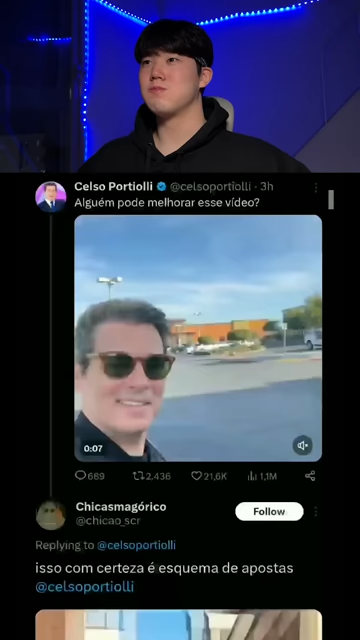 Celso Portiolli @celsoportiolli · 3h
Alguém pode melhorar esse vídeo?
0:07
669 2.436 21,6K 1,1M
Chicasmagórico
@chicao_scr
Follow
Replying to @celsoportiolli
isso com certeza é esquema de apostas
@celsoportiolli